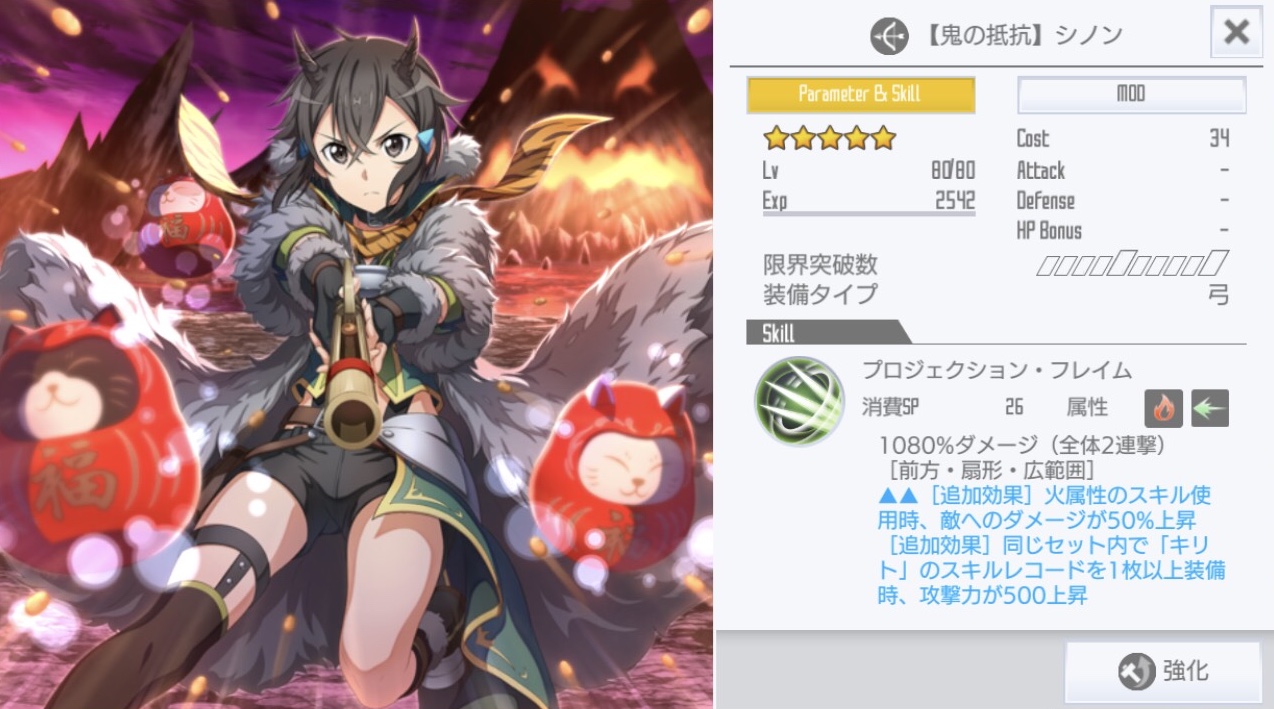 【鬼の抵抗】シノン
Parameter & Skill
MOD
Lv 80/80
Exp 2542
Cost 34
Attack -
Defense -
HP Bonus -
限界突破数
装備タイプ 弓
Skill
プロジェクション・フレイム
消費SP 26 属性
1080%ダメージ（全体2連撃）
［前方・扇形・広範囲］
▲▲［追加効果］火属性のスキル使
用時、敵へのダメージが50%上昇
［追加効果］同じセット内で「キリ
ト」のスキルレコードを1枚以上装備
時、攻撃力が500上昇
強化
福
福